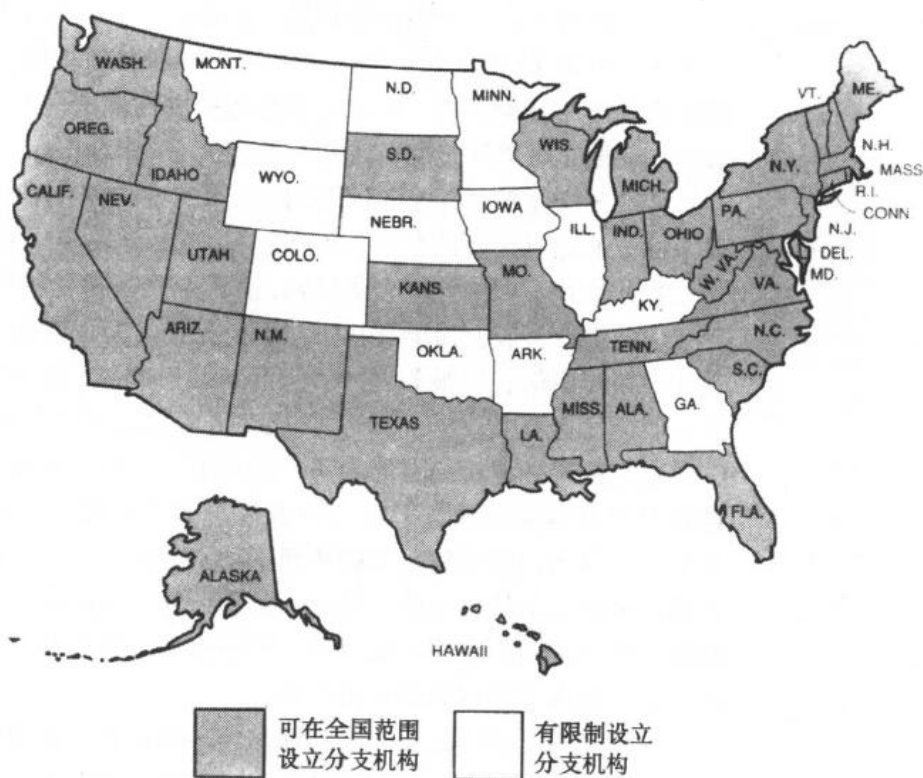 WASH.
MONT.
N.D.
MINN.
VT.
ME.
OREG.
IDAHO
S.D.
WIS.
MICH.
N.Y.
N.H.
MASS
R.I.
CONN
WYO.
CALIF.
NEV.
UTAH
COLO.
NEBR.
IOWA
ILL.
IND.
OHIO
PA.
N.J.
DEL.
MD.
W. VA.
VA.
KANS.
MO.
KY.
ARIZ.
N.M.
OKLA.
ARK.
TENN.
N.C.
S.C.
TEXAS
LA.
MISS.
ALA.
GA.
FLA.
ALASKA
HAWAII
可在全国范围
设立分支机构
有限制设立
分支机构